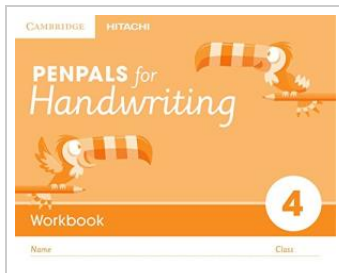 CAMBRIDGE HITACHI
PENPALS for
Handwriting
4
Workbook
Name Class